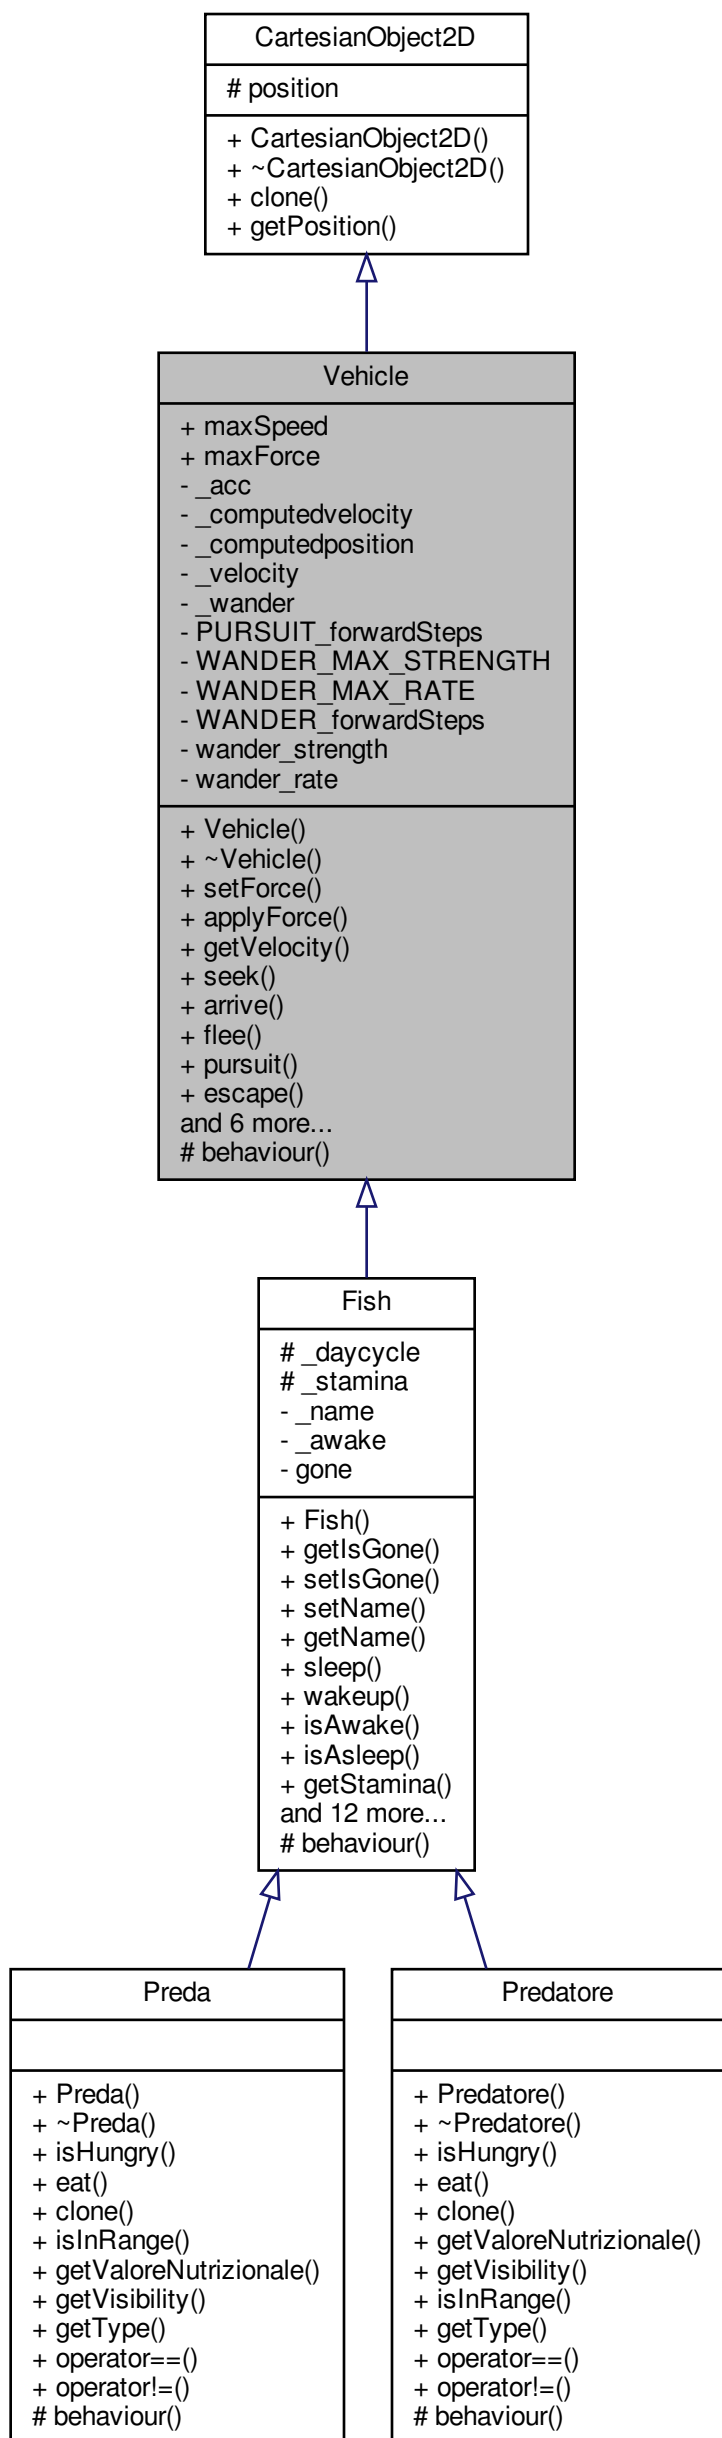 CartesianObject2D
# position
+ CartesianObject2D()
+ ~CartesianObject2D()
+ clone()
+ getPosition()
Vehicle
+ maxSpeed
+ maxForce
- _acc
- _computedvelocity
- _computedposition
- _velocity
- _wander
- PURSUIT_forwardSteps
- WANDER_MAX_STRENGTH
- WANDER_MAX_RATE
- WANDER_forwardSteps
- wander_strength
- wander_rate
+ Vehicle()
+ ~Vehicle()
+ setForce()
+ applyForce()
+ getVelocity()
+ seek()
+ arrive()
+ flee()
+ pursuit()
+ escape()
and 6 more...
# behaviour()
Fish
# _daycycle
# _stamina
- _name
- _awake
- gone
+ Fish()
+ getIsGone()
+ setIsGone()
+ setName()
+ getName()
+ sleep()
+ wakeup()
+ isAwake()
+ isAsleep()
+ getStamina()
and 12 more...
# behaviour()
Preda
+ Preda()
+ ~Preda()
+ isHungry()
+ eat()
+ clone()
+ isInRange()
+ getValoreNutrizionale()
+ getVisibility()
+ getType()
+ operator==()
+ operator!=()
# behaviour()
Predatore
+ Predatore()
+ ~Predatore()
+ isHungry()
+ eat()
+ clone()
+ getValoreNutrizionale()
+ getVisibility()
+ isInRange()
+ getType()
+ operator==()
+ operator!=()
# behaviour()